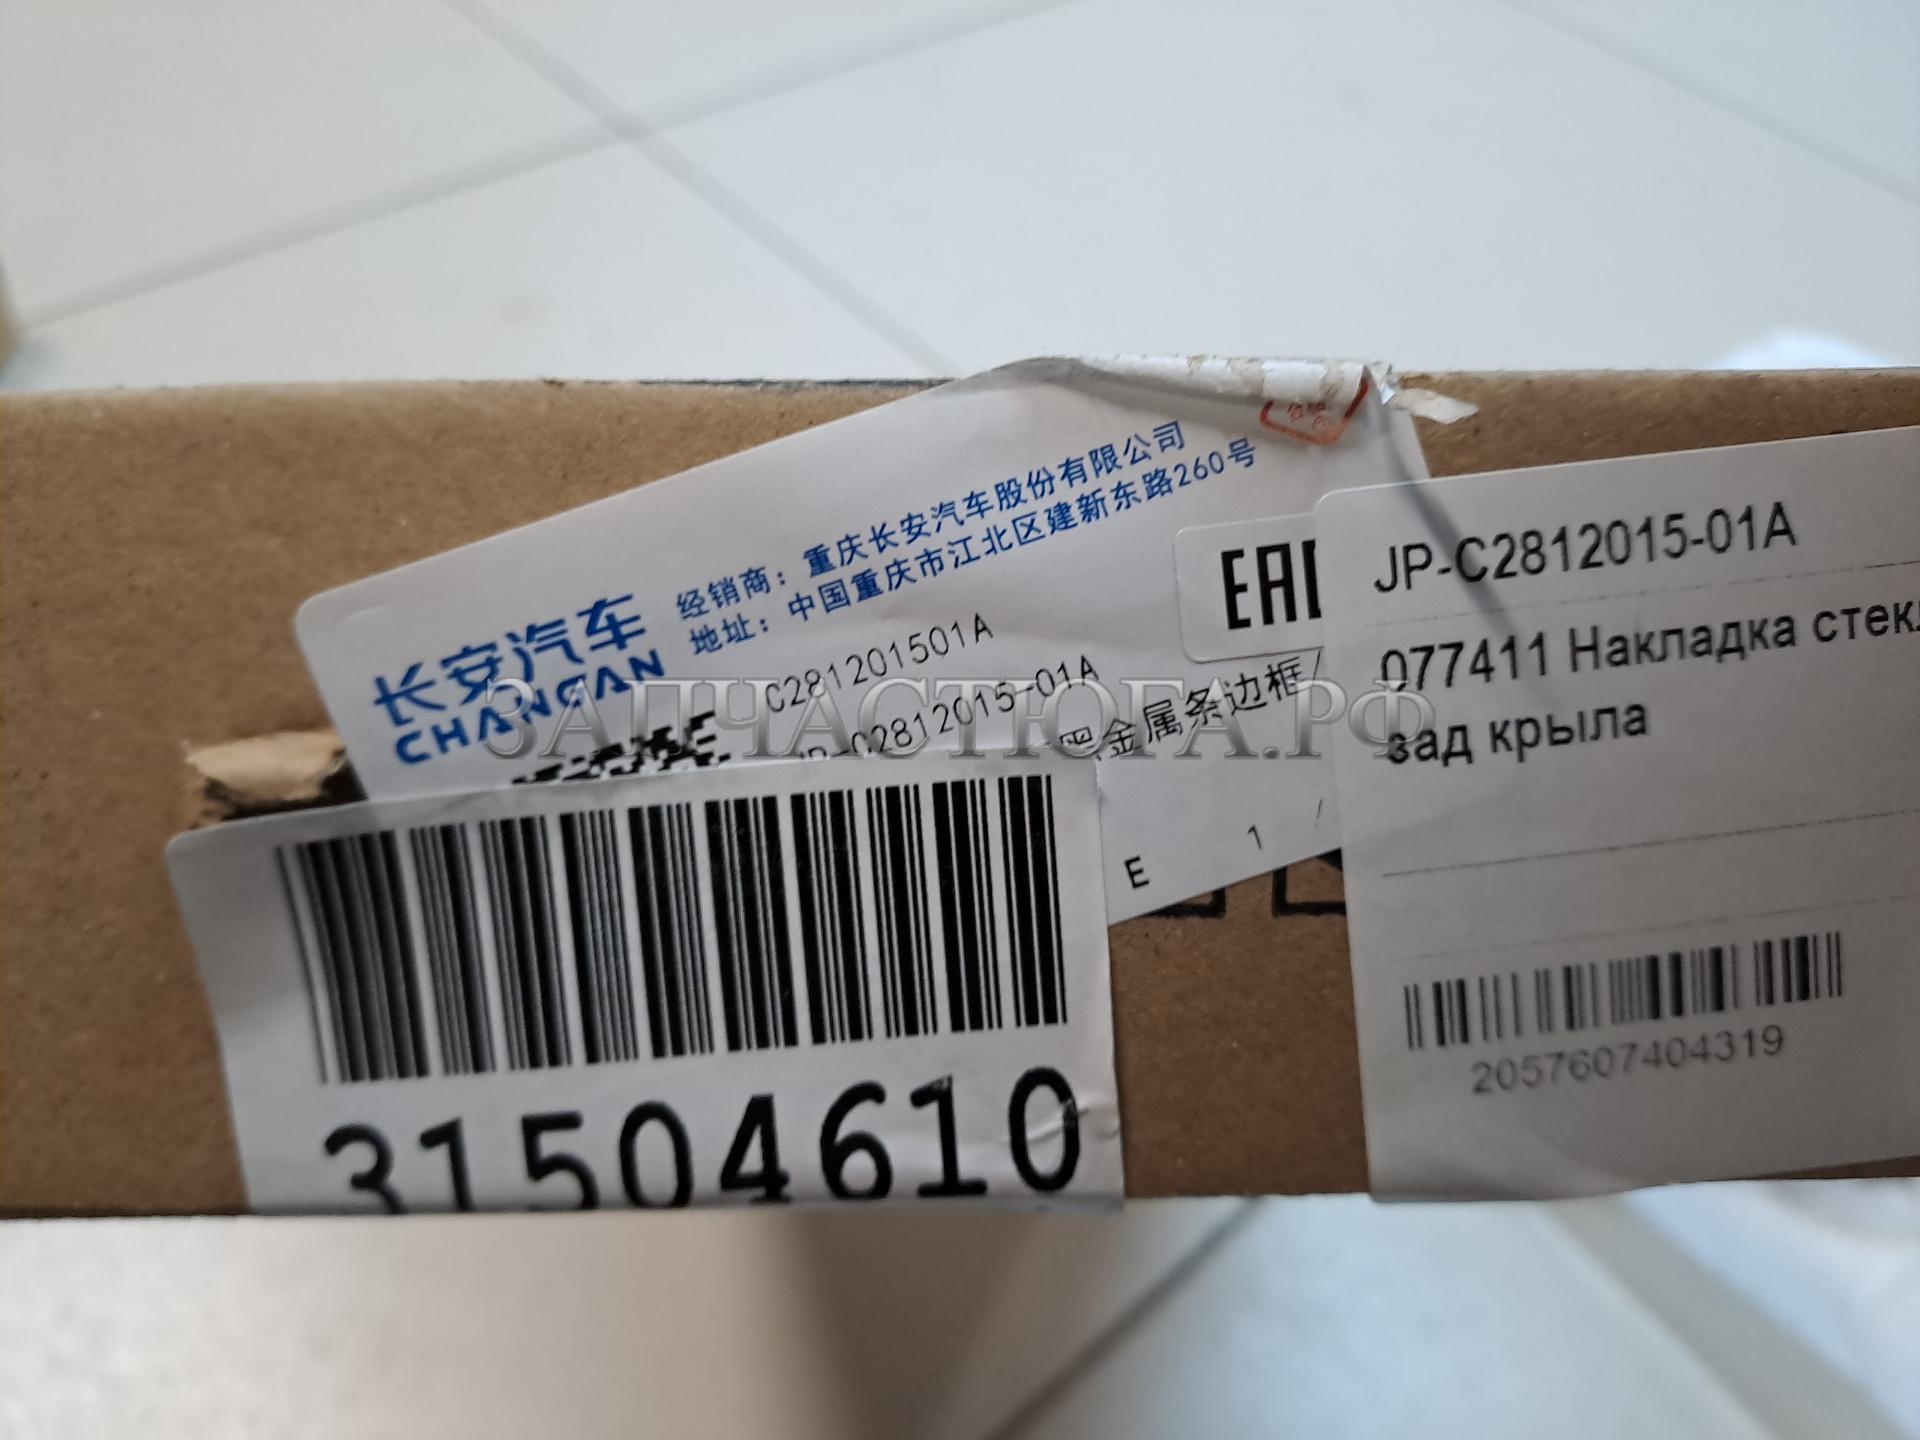 长安汽车
CHANGAN
经销商：重庆长安汽车股份有限公司
地址：中国重庆市江北区建新东路260号
C281201501A
JP-C2812015-01A
金属条边框/
E 1 /
EAC
JP-C2812015-01A
077411 Накладка стекл
зад крыла
2057607404319
31504610
ЗАПЧАСТЮГА.РФ